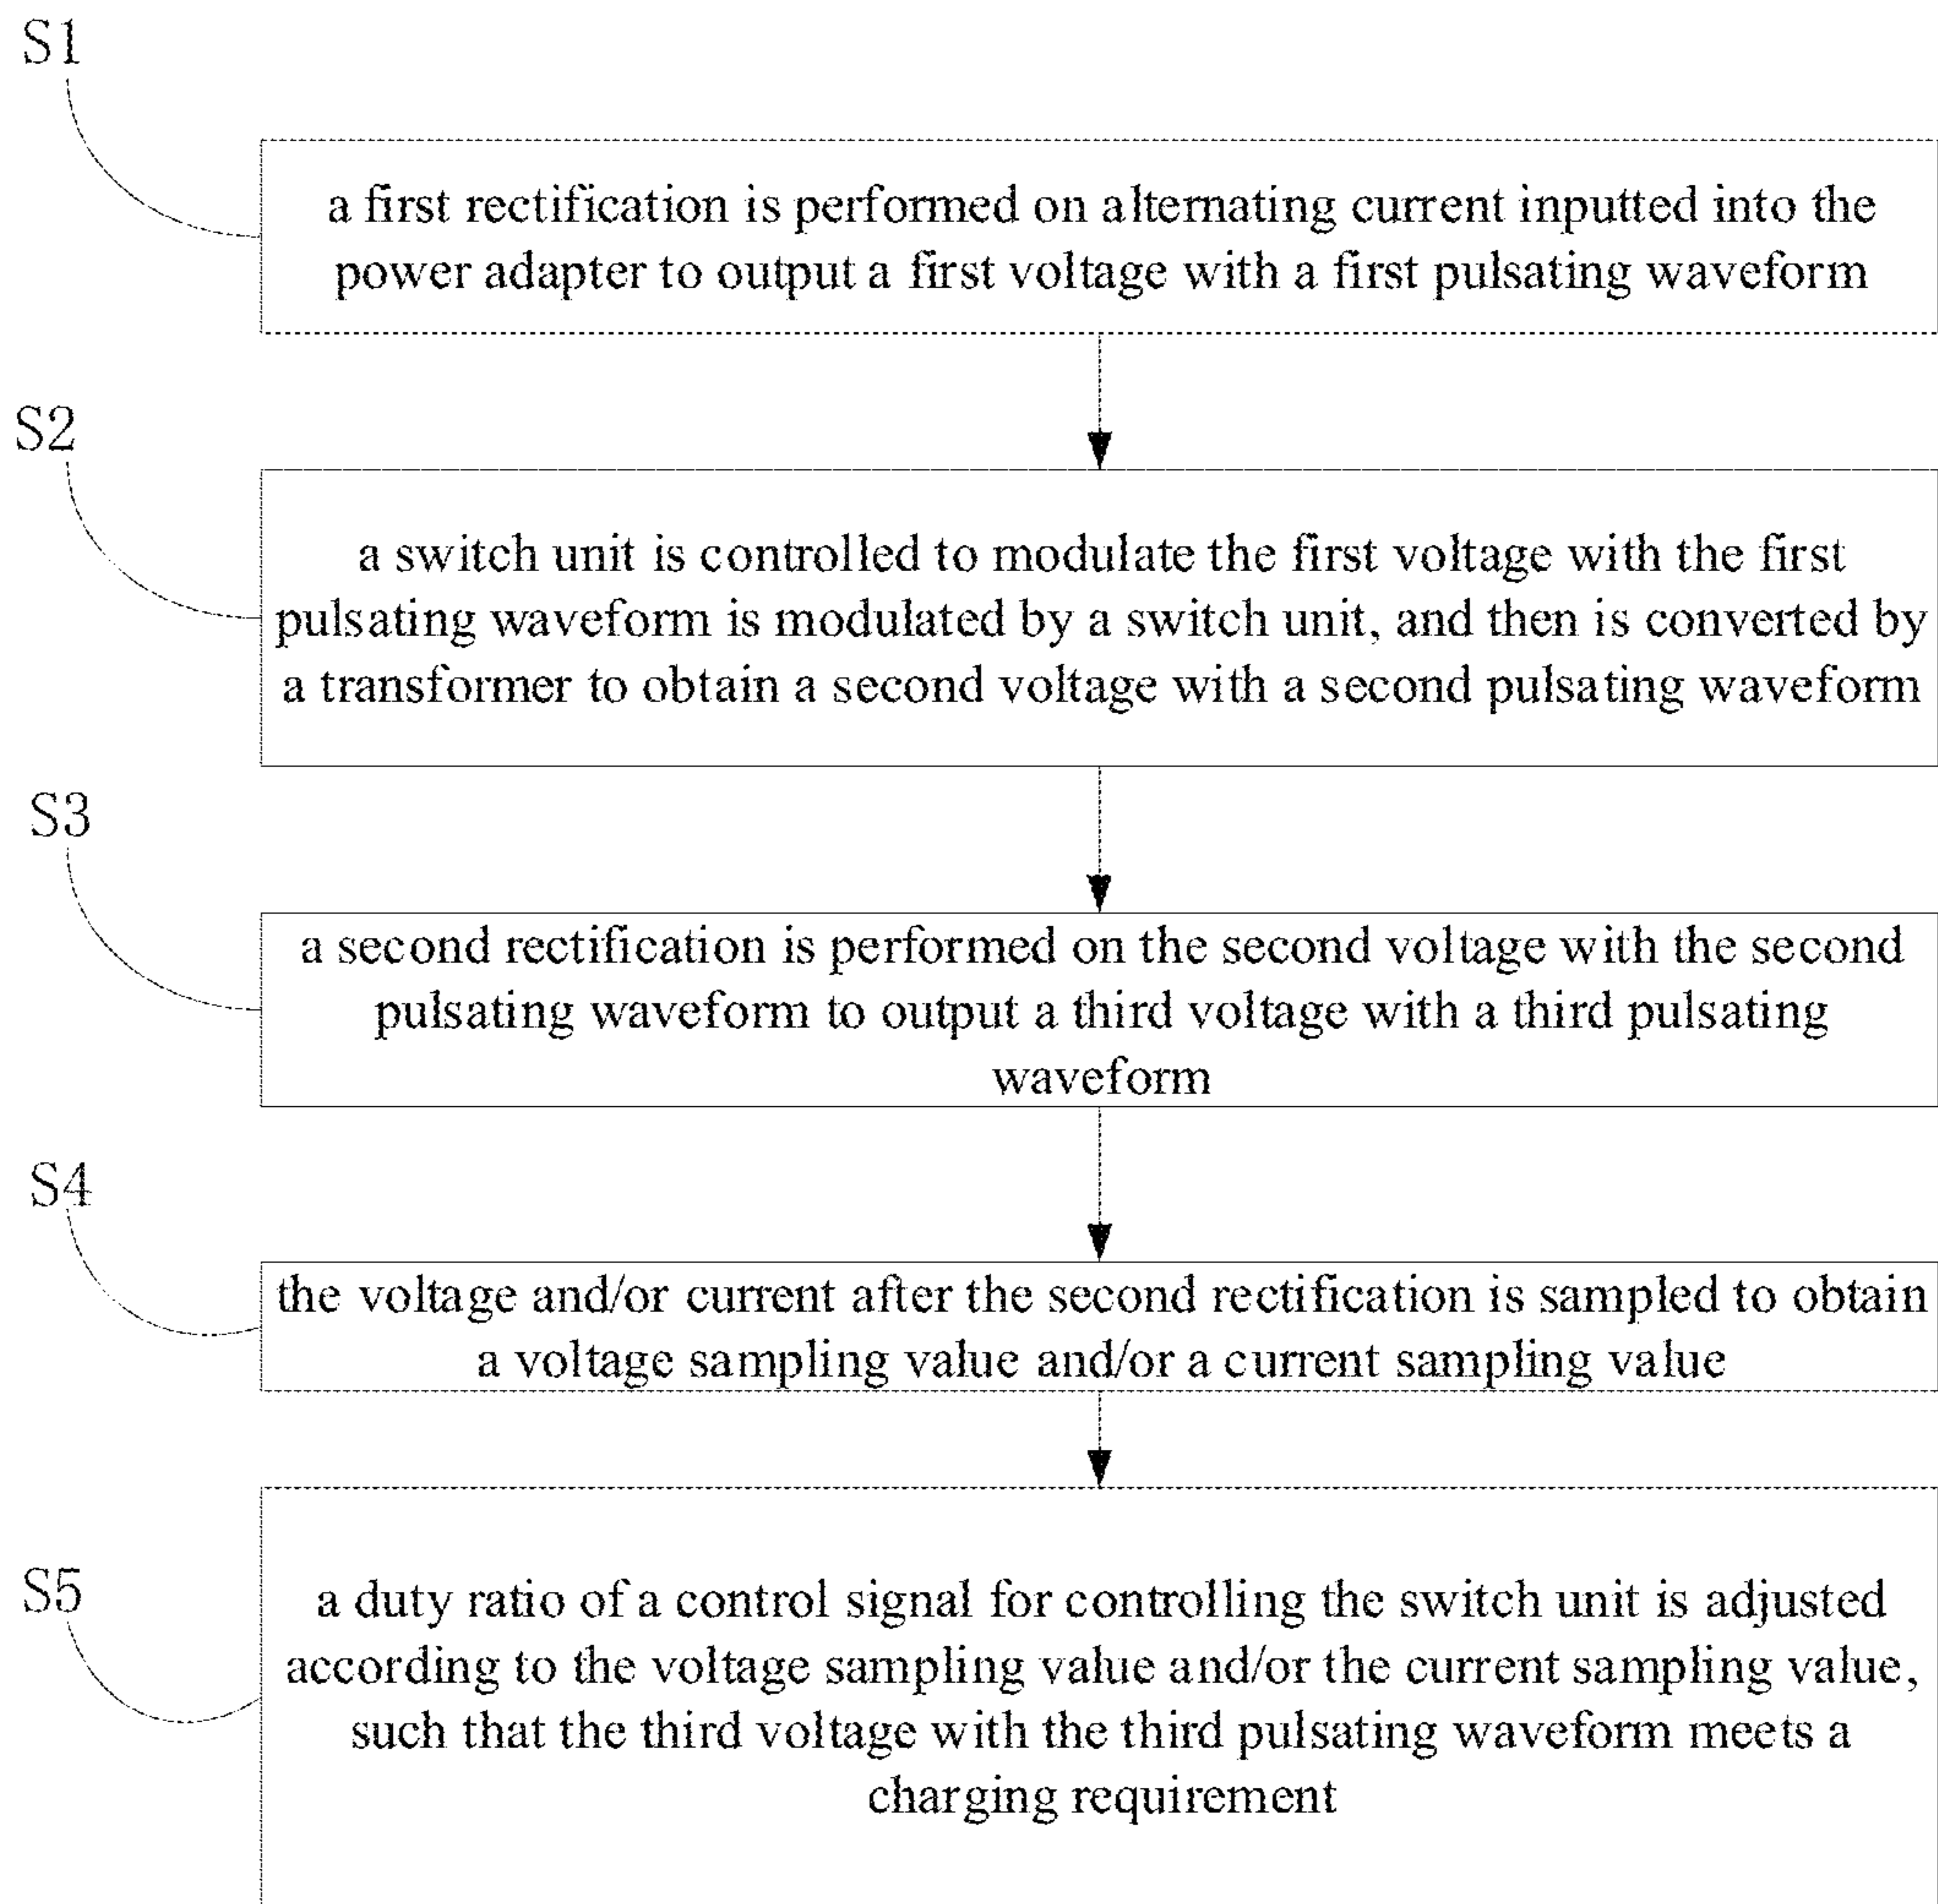 S1
a first rectification is performed on alternating current inputted into the
power adapter to output a first voltage with a first pulsating waveform
S2
a switch unit is controlled to modulate the first voltage with the first
pulsating waveform is modulated by a switch unit, and then is converted by
a transformer to obtain a second voltage with a second pulsating waveform
S3
a second rectification is performed on the second voltage with the second
pulsating waveform to output a third voltage with a third pulsating
waveform
S4
the voltage and/or current after the second rectification is sampled to obtain
a voltage sampling value and/or a current sampling value
S5
a duty ratio of a control signal for controlling the switch unit is adjusted
according to the voltage sampling value and/or the current sampling value,
such that the third voltage with the third pulsating waveform meets a
charging requirement